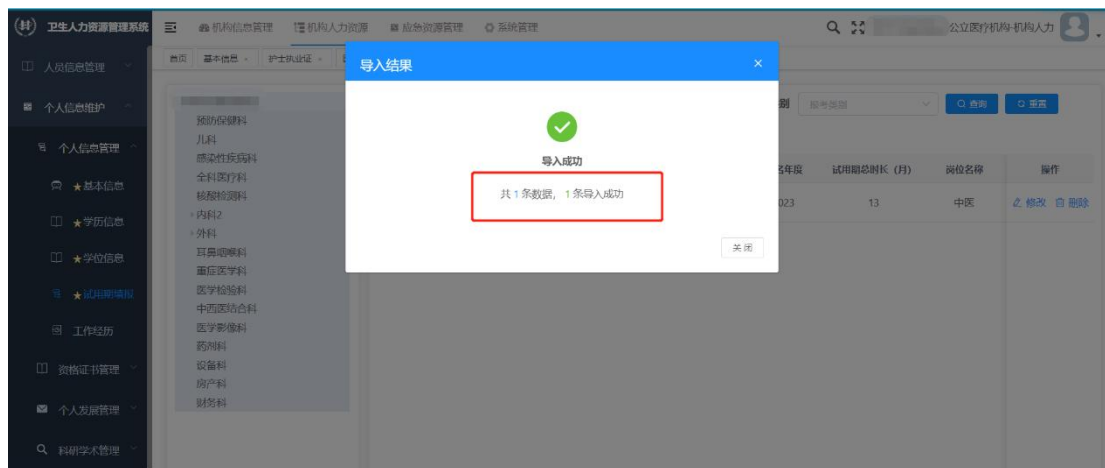 卫生人力资源管理系统
机构信息管理 机构人力资源 应急资源管理 系统管理
公立医疗机构-机构人力
人员信息管理
个人信息维护
个人信息管理
★基本信息
★学历信息
★学位信息
★试用期填报
工作经历
资格证书管理
个人发展管理
科研学术管理
首页 基本信息 护士执业证
预防保健科
儿科
感染性疾病科
全科医疗科
核酸检测科
内科2
外科
耳鼻咽喉科
重症医学科
医学检验科
中西医结合科
医学影像科
药剂科
设备科
房产科
财务科
导入结果
导入成功
共 1 条数据, 1 条导入成功
关闭
别 报考类别 查询 重置
名年度 试用期总时长 (月) 岗位名称 操作
023 13 中医 修改 删除